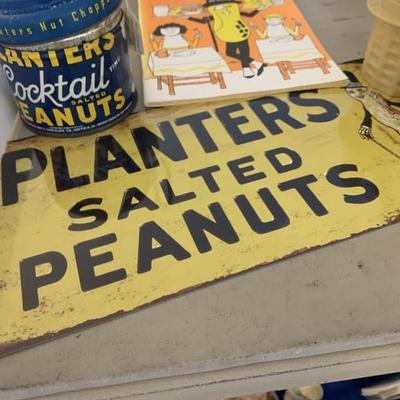 Planters Nut Chopper
PLANTERS
Cocktail
SALTED
PEANUTS
PLANTERS
SALTED
PEANUTS